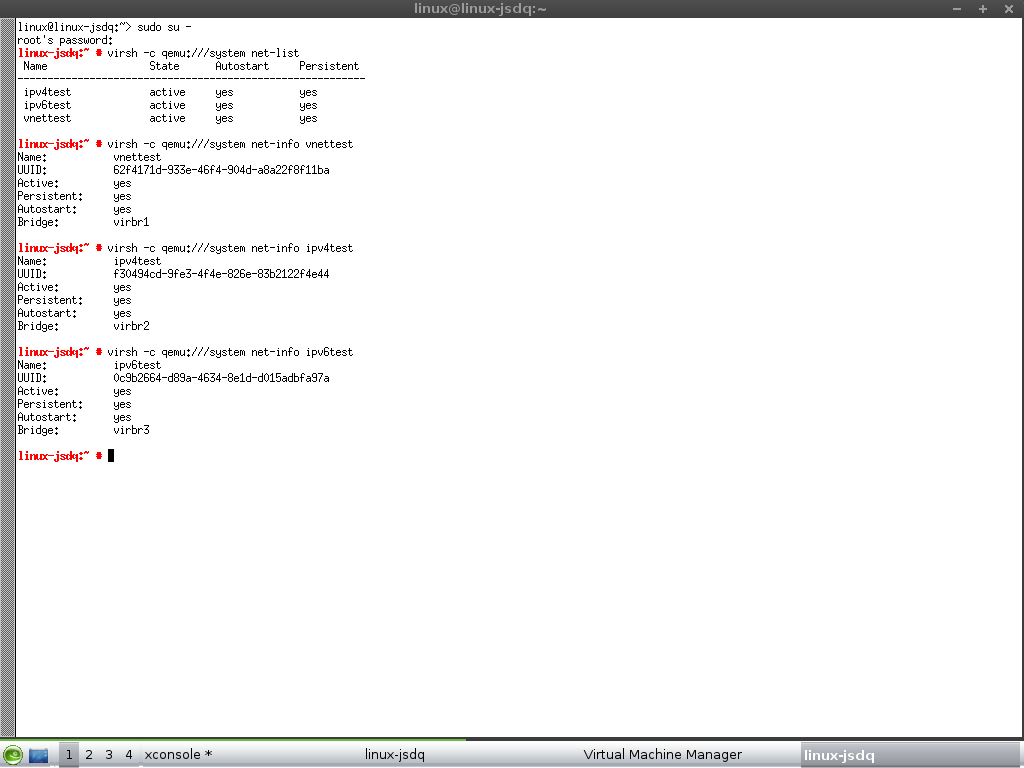 linux@linux-jsdq:~
linux@linux-jsdq:~> sudo su -
root's password:
linux-jsdq:~ # virsh -c qemu:///system net-list
 Name                 State      Autostart     Persistent
----------------------------------------------------------
 ipv4test             active     yes           yes
 ipv6test             active     yes           yes
 vnettest             active     yes           yes
linux-jsdq:~ # virsh -c qemu:///system net-info vnettest
Name:           vnettest
UUID:           62f4171d-933e-46f4-904d-a8a22f8f11ba
Active:         yes
Persistent:     yes
Autostart:      yes
Bridge:         virbr1
linux-jsdq:~ # virsh -c qemu:///system net-info ipv4test
Name:           ipv4test
UUID:           f30494cd-9fe3-4f4e-826e-83b2122f4e44
Active:         yes
Persistent:     yes
Autostart:      yes
Bridge:         virbr2
linux-jsdq:~ # virsh -c qemu:///system net-info ipv6test
Name:           ipv6test
UUID:           0c9b2664-d89a-4634-8e1d-d015adbfa97a
Active:         yes
Persistent:     yes
Autostart:      yes
Bridge:         virbr3
linux-jsdq:~ #
1 2 3 4 xconsole * linux-jsdq Virtual Machine Manager linux-jsdq